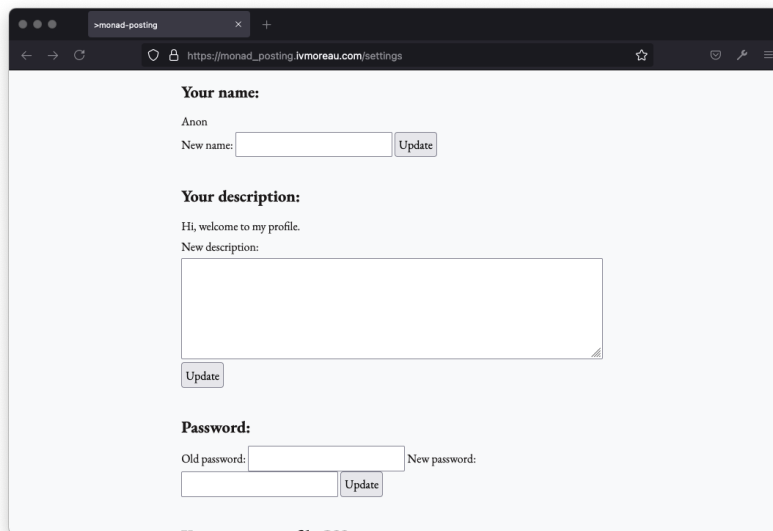 >monad-posting
https://monad_posting.ivmoreau.com/settings
Your name:
Anon
New name: Update
Your description:
Hi, welcome to my profile.
New description:
Update
Password:
Old password: New password:
Update